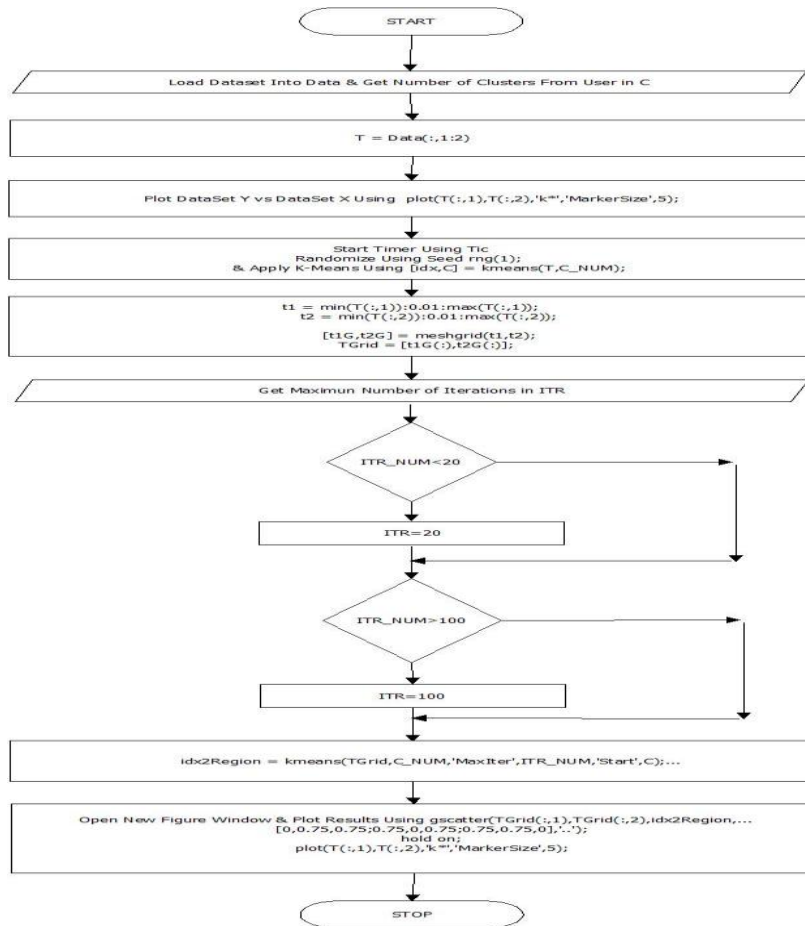 START
Load Dataset Into Data & Get Number of Clusters From User in C
T = Data(:,1:2)
Plot DataSet Y vs DataSet X Using  plot(T(:,1),T(:,2),'k*','MarkerSize',5);
Start Timer Using Tic
Randomize Using Seed rng(1);
& Apply K-Means Using [idx,C] = kmeans(T,C_NUM);
t1 = min(T(:,1)):0.01:max(T(:,1));
t2 = min(T(:,2)):0.01:max(T(:,2));
[t1G,t2G] = meshgrid(t1,t2);
TGrid = [t1G(:),t2G(:)];
Get Maximun Number of Iterations in ITR
ITR_NUM<20
ITR=20
ITR_NUM>100
ITR=100
idx2Region = kmeans(TGrid,C_NUM,'MaxIter',ITR_NUM,'Start',C);...
Open New Figure Window & Plot Results Using gscatter(TGrid(:,1),TGrid(:,2),idx2Region,...
[0,0.75,0.75;0.75,0,0.75;0.75,0.75,0],'..');
hold on;
plot(T(:,1),T(:,2),'k*','MarkerSize',5);
STOP